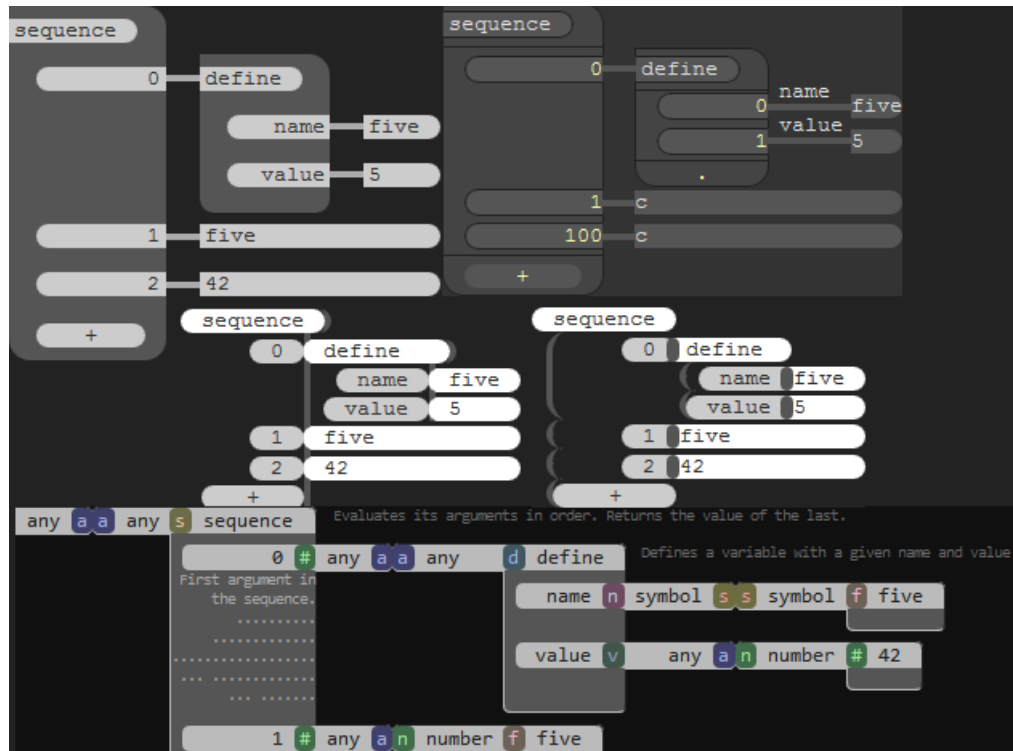 sequence
0 define
name five
value 5
1 five
2 42
+
sequence
0 define
name
0 five
value
1 5
.
1 c
100 c
+
sequence
0 define
name five
value 5
1 five
2 42
+
sequence
0 define
name five
value 5
1 five
2 42
+
any a a any s sequence Evaluates its arguments in order. Returns the value of the last.
0 # any a a any d define Defines a variable with a given name and value
First argument in
the sequence.
name n symbol s s symbol f five
value v any a n number # 42
1 # any a n number f five